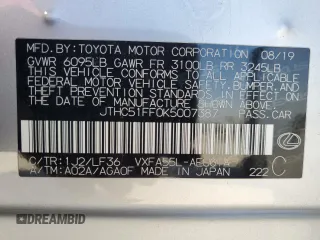 MFD. BY: TOYOTA MOTOR CORPORATION 08/19
GVWR 6095LB GAWR FR 3100LB RR 3245LB
THIS VEHICLE CONFORMS TO ALL APPLICABLE
FEDERAL MOTOR VEHICLE SAFETY, BUMPER, AND
THEFT PREVENTION STANDARDS IN EFFECT ON
THE DATE OF MANUFACTURE SHOWN ABOVE.
JTHC51FF0K5007387 PASS.CAR
C/TR: 1J2/LF36 VXFA55L-
A/TM: A02A/AGA0F MADE IN JAPAN 222 C